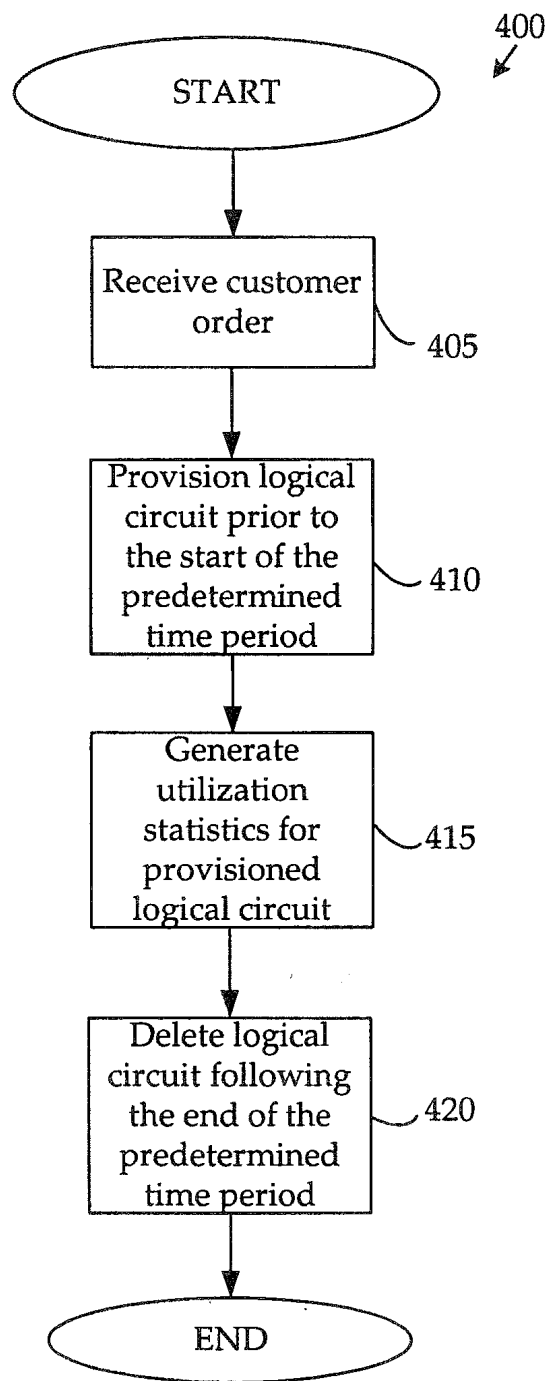 400
START
Receive customer
order
405
Provision logical
circuit prior to
the start of the
predetermined
time period
410
Generate
utilization
statistics for
provisioned
logical circuit
415
Delete logical
circuit following
the end of the
predetermined
time period
420
END